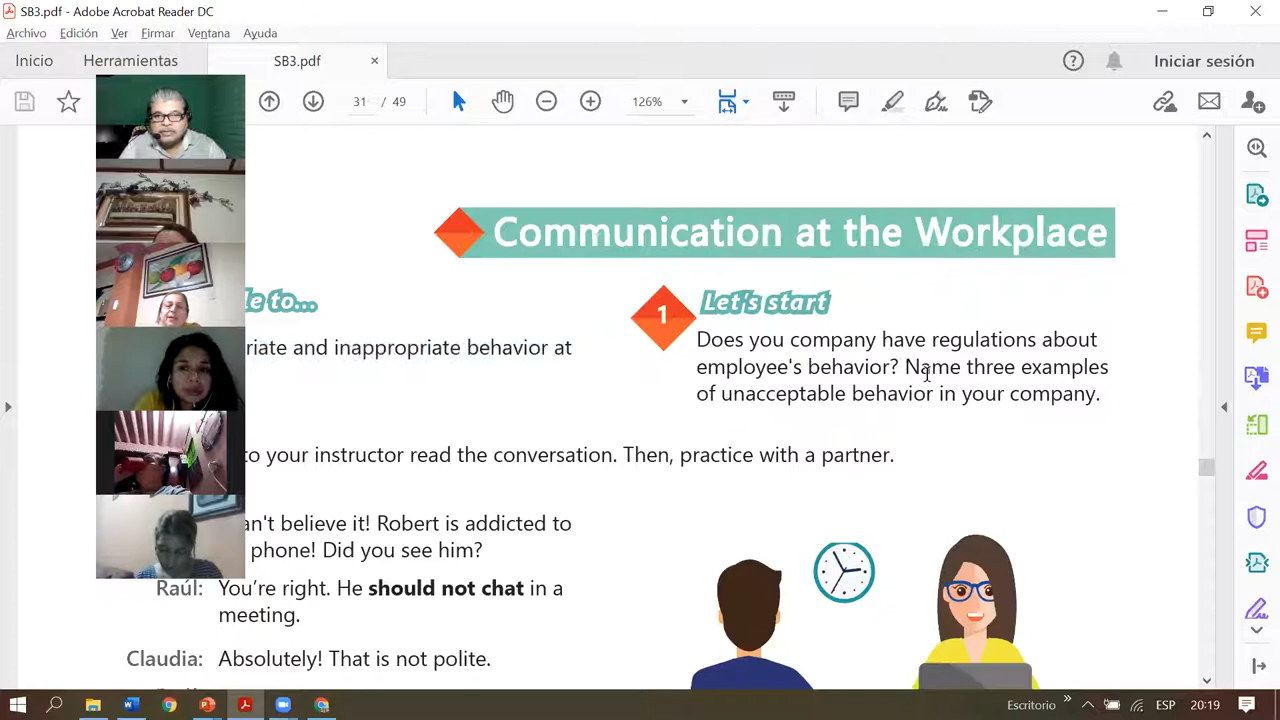 SB3.pdf - Adobe Acrobat Reader DC
Archivo Edición Ver Firmar Ventana Ayuda
Inicio Herramientas SB3.pdf Iniciar sesión
31 / 49 126%
Communication at the Workplace
le to...
1 Let's start
riate and inappropriate behavior at
Does you company have regulations about
employee's behavior? Name three examples
of unacceptable behavior in your company.
to your instructor read the conversation. Then, practice with a partner.
an't believe it! Robert is addicted to
phone! Did you see him?
Raúl: You're right. He should not chat in a
meeting.
Claudia: Absolutely! That is not polite.
Escritorio ESP 20:19